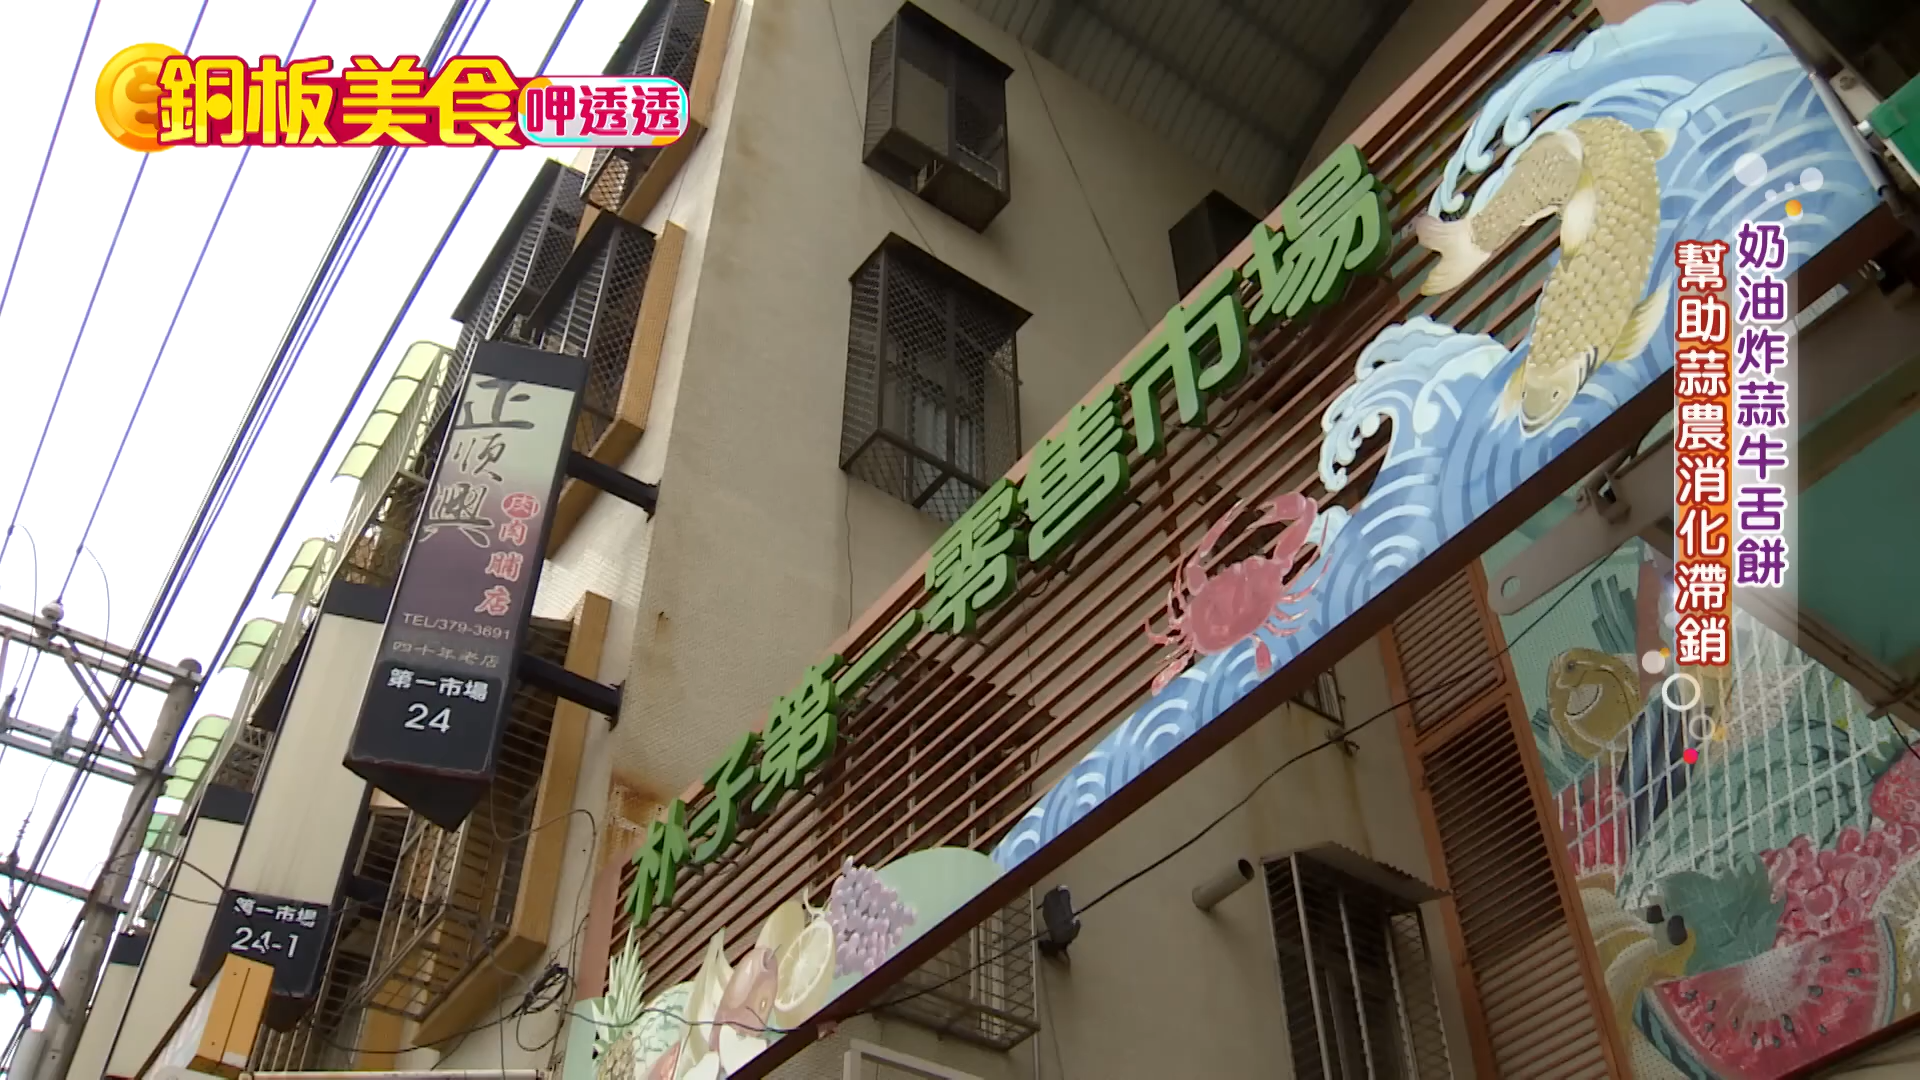 銅板美食
呷透透
奶油炸蒜牛舌餅
幫助蒜農消化滯銷
朴子第一零售市場
正順興
肉脯店
TEL/379-3691
四十年老店
第一市場
24
第一市場
24-1